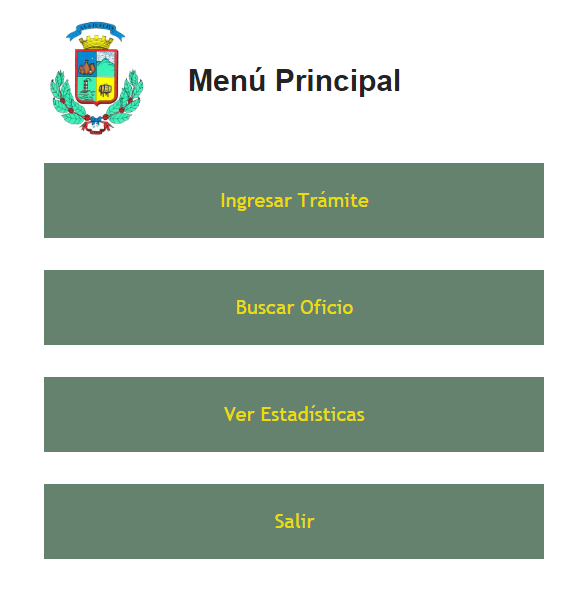 Menú Principal
Ingresar Trámite
Buscar Oficio
Ver Estadísticas
Salir